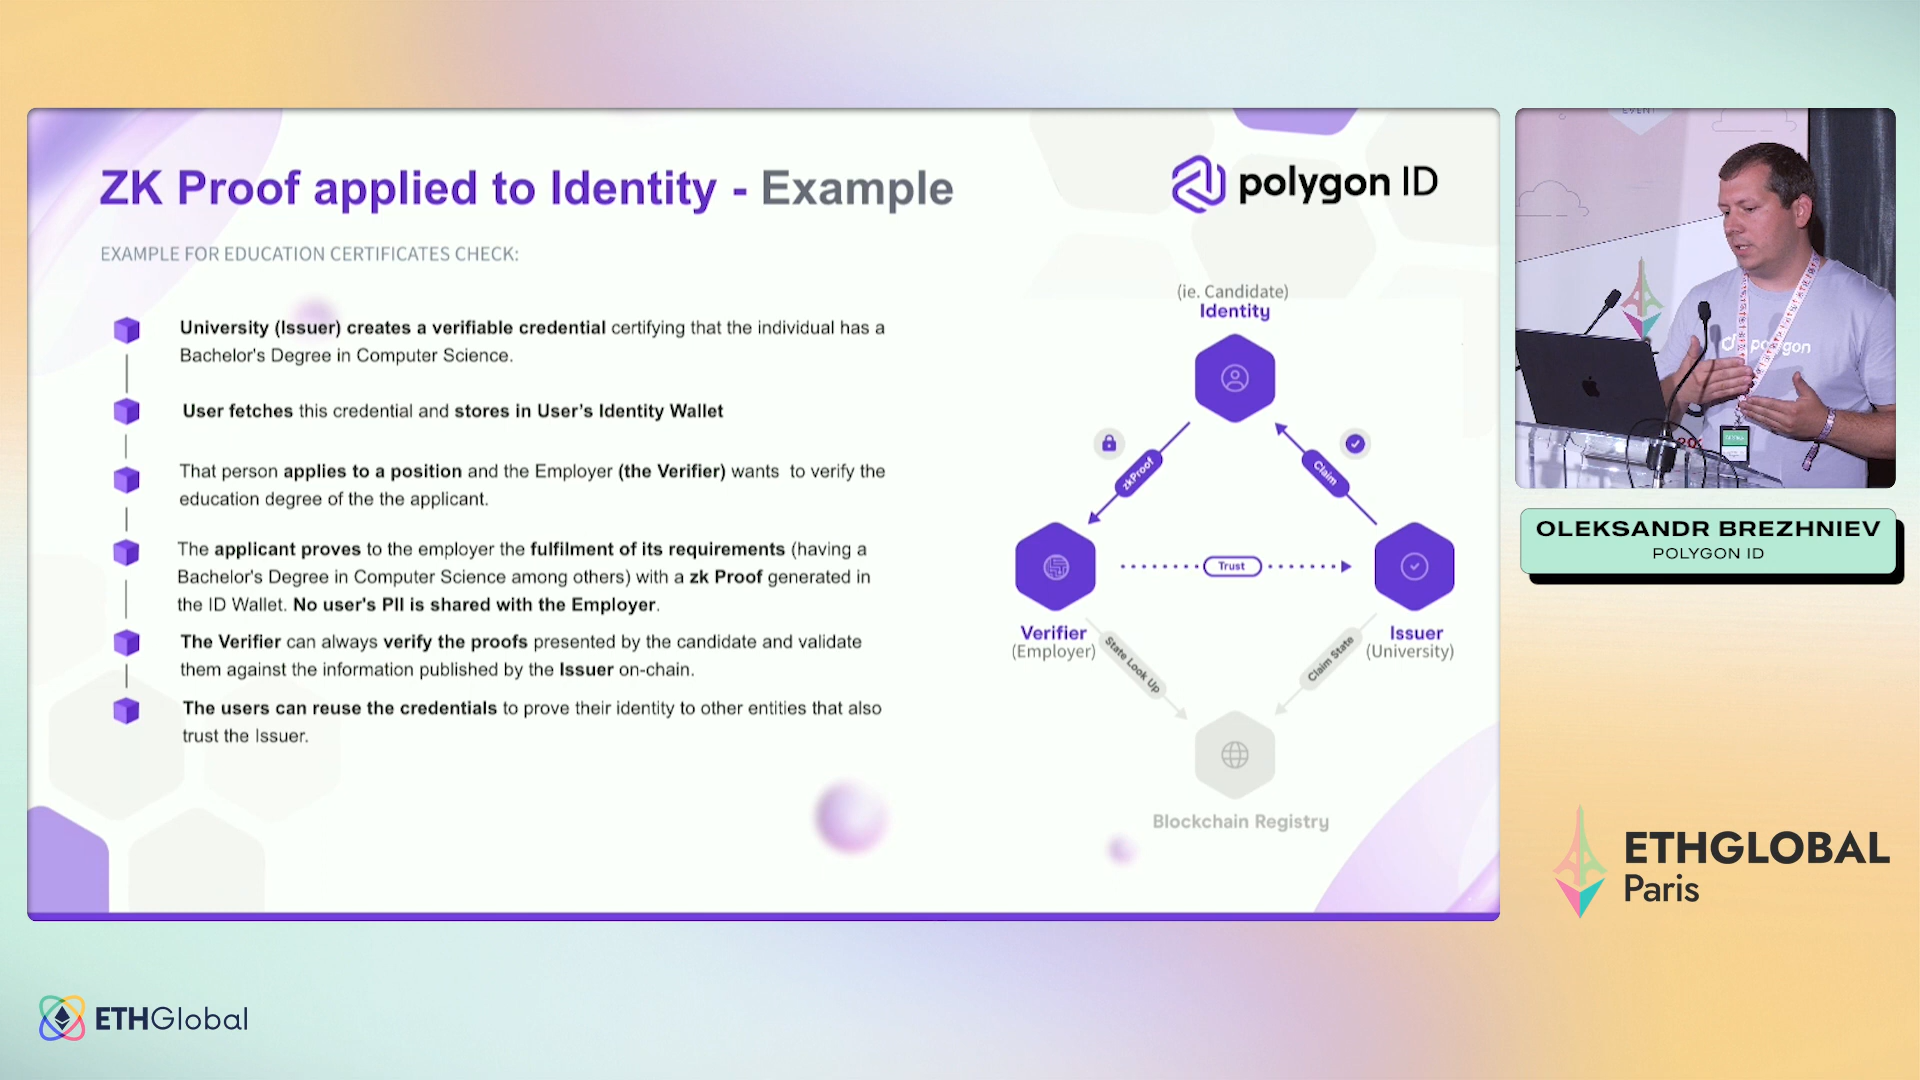 ZK Proof applied to Identity - Example
polygon ID
EXAMPLE FOR EDUCATION CERTIFICATES CHECK:
University (Issuer) creates a verifiable credential certifying that the individual has a
Bachelor's Degree in Computer Science.
User fetches this credential and stores in User's Identity Wallet
That person applies to a position and the Employer (the Verifier) wants to verify the
education degree of the the applicant.
The applicant proves to the employer the fulfilment of its requirements (having a
Bachelor's Degree in Computer Science among others) with a zk Proof generated in
the ID Wallet. No user's PII is shared with the Employer.
The Verifier can always verify the proofs presented by the candidate and validate
them against the information published by the Issuer on-chain.
The users can reuse the credentials to prove their identity to other entities that also
trust the Issuer.
(ie. Candidate)
Identity
zkProof
Claim
Trust
Verifier
(Employer)
Issuer
(University)
State Look Up
Claim State
Blockchain Registry
EVENT
polygon
OLEKSANDR BREZHNIEV
POLYGON ID
ETHGLOBAL
Paris
ETHGlobal